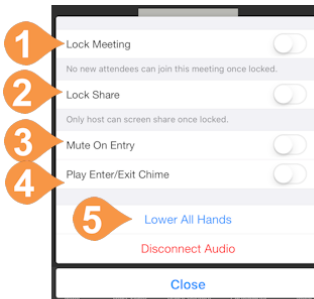 1 Lock Meeting
No new attendees can join this meeting once locked.
2 Lock Share
Only host can screen share once locked.
3 Mute On Entry
4 Play Enter/Exit Chime
5 Lower All Hands
Disconnect Audio
Close